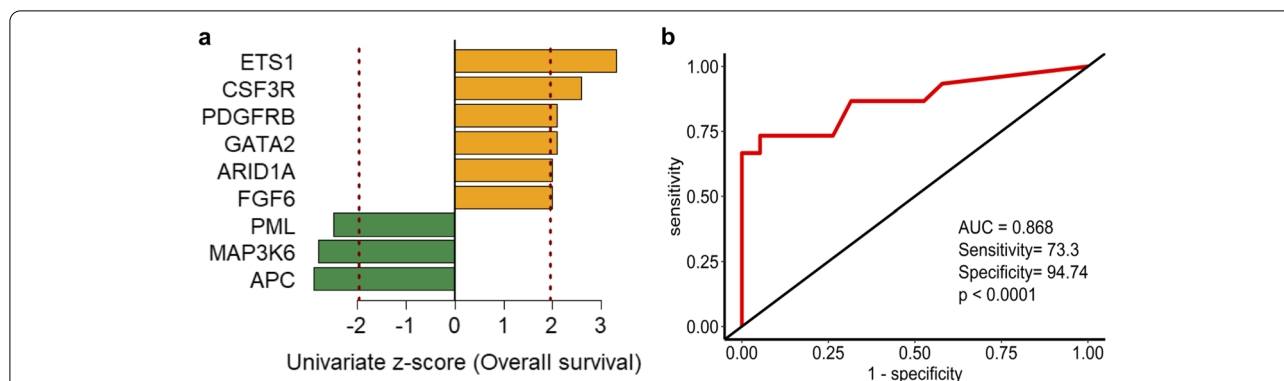 a
ETS1
CSF3R
PDGFRB
GATA2
ARID1A
FGF6
PML
MAP3K6
APC
-2 -1 0 1 2 3
Univariate z-score (Overall survival)
b
1.00
0.75
0.50
0.25
0.00
sensitivity
AUC = 0.868
Sensitivity= 73.3
Specificity= 94.74
p < 0.0001
0.00 0.25 0.50 0.75 1.00
1 - specificity